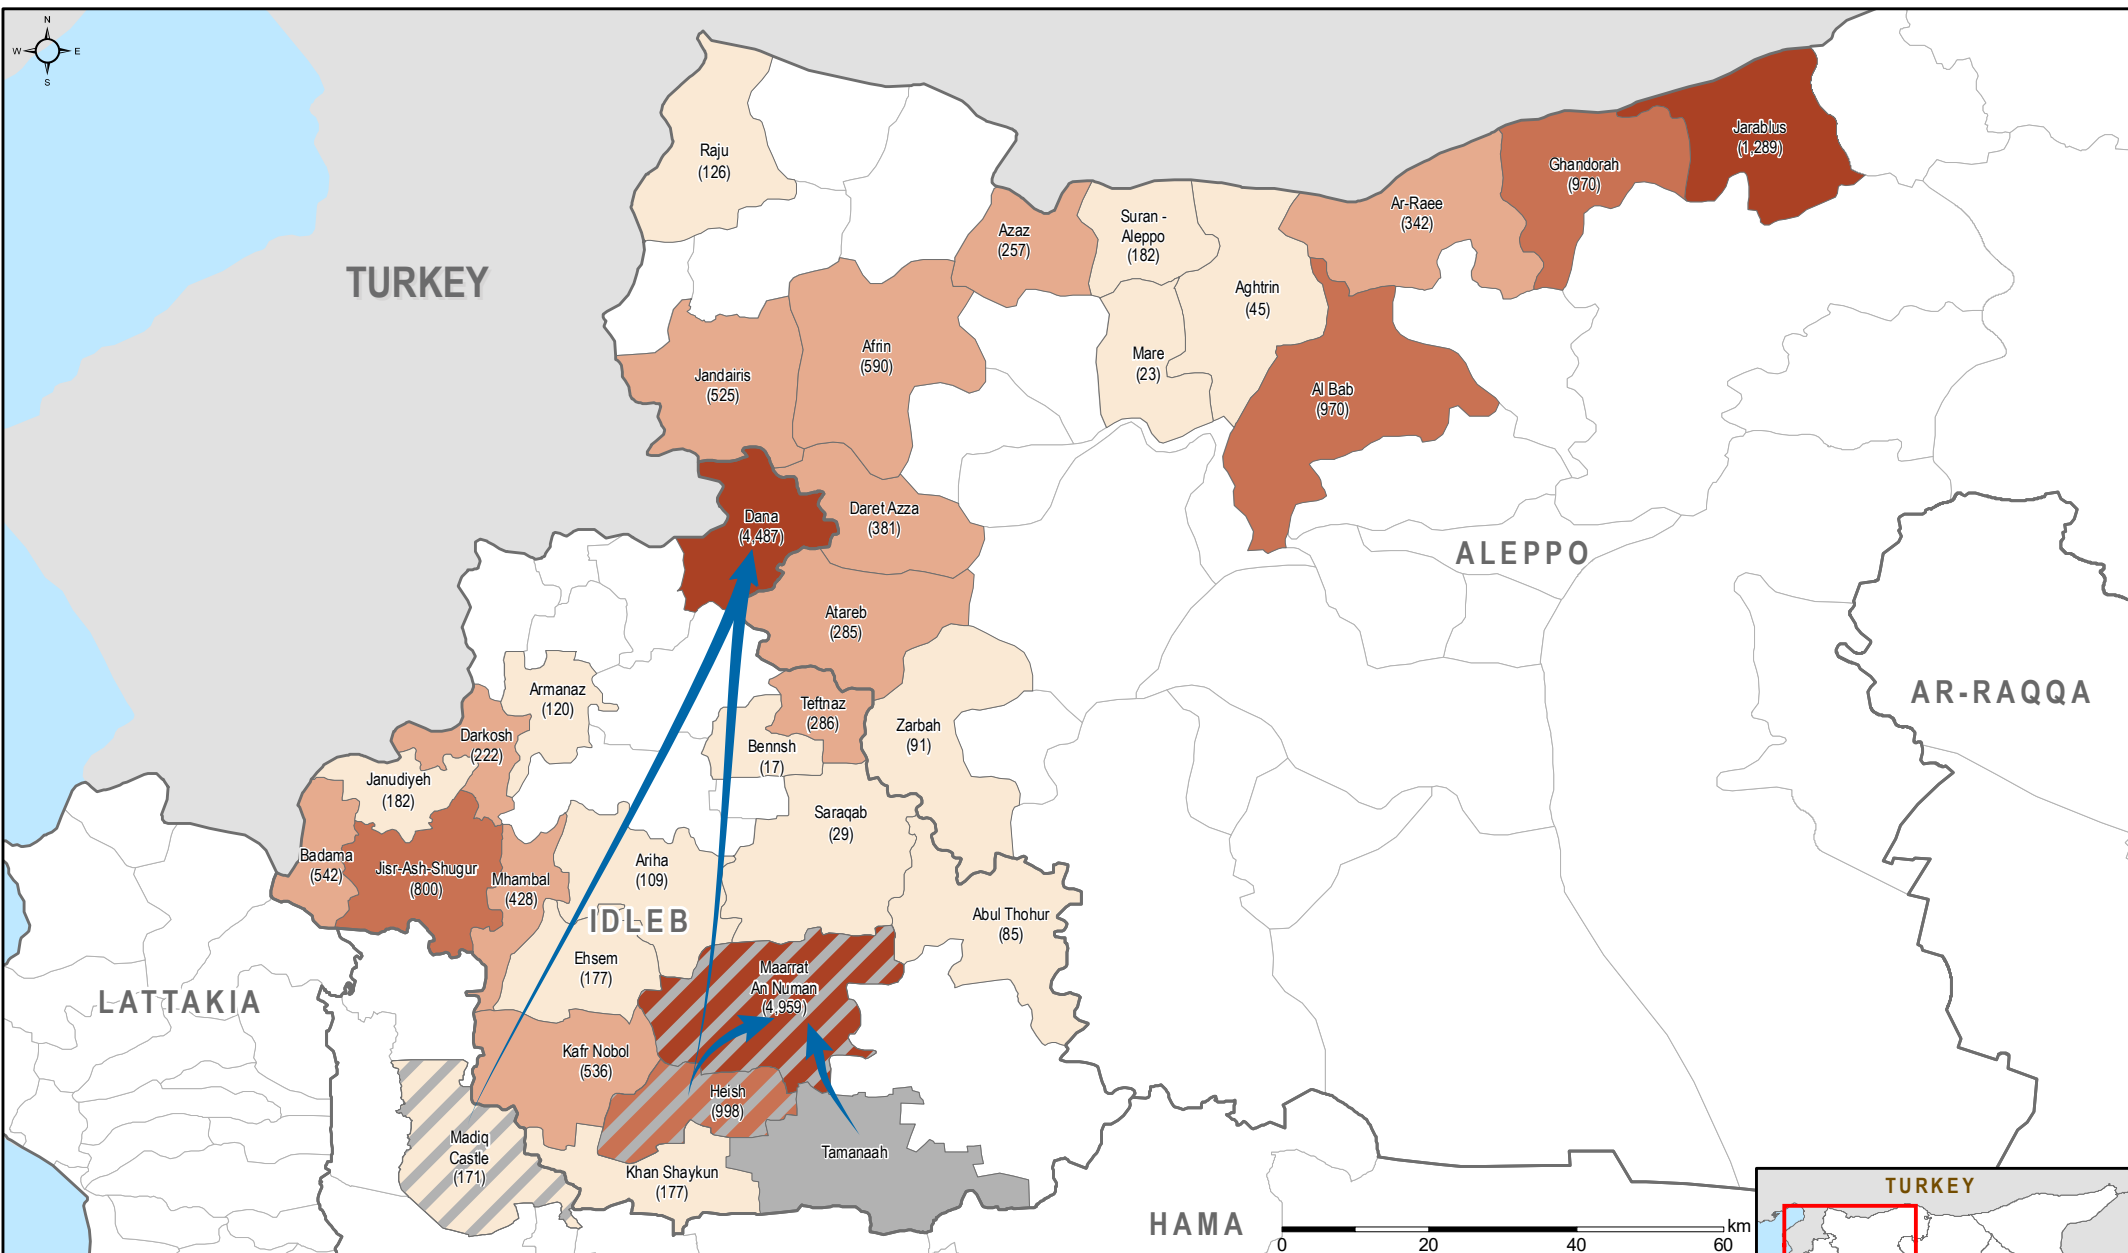 N
W
E
S
Raju
(126)
Jarablus
(1,289)
Ghandorah
(970)
Ar-Raee
(342)
Suran -
Aleppo
(182)
Azaz
(257)
TURKEY
Aghtrin
(45)
Afrin
(590)
Mare
(23)
Jandairis
(525)
Al Bab
(970)
Dana
(4,487)
Daret Azza
(381)
ALEPPO
Atareb
(285)
Armanaz
(120)
AR-RAQQA
Teftnaz
(286)
Zarbah
(91)
Darkosh
(222)
Bennsh
(17)
Janudiyeh
(182)
Saraqab
(29)
Badama
(542)
Jisr-Ash-Shugur
(800)
Mhambal
(428)
Ariha
(109)
IDLEB
Abul Thohur
(85)
Ehsem
(177)
Maarrat
An Numan
(4,959)
LATTAKIA
Kafr Nobol
(536)
Heish
(998)
Madiq
Castle
(171)
Tamanaah
Khan Shaykun
(177)
HAMA
km
0
20
40
60
TURKEY